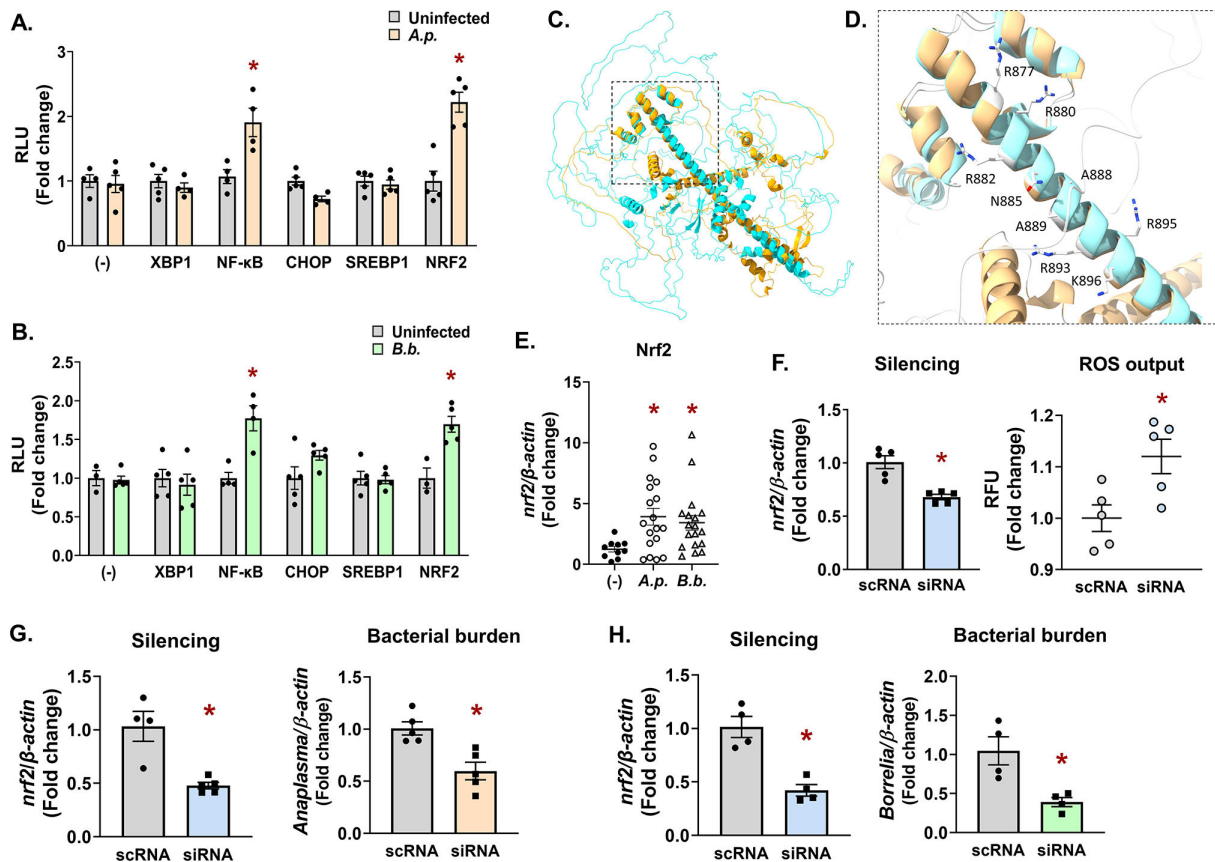 A.
Uninfected
A.p.
RLU
(Fold change)
3
2
1
0
*
*
(-) XBP1 NF-κB CHOP SREBP1 NRF2
B.
Uninfected
B.b.
RLU
(Fold change)
2.5
2.0
1.5
1.0
0.5
0.0
*
*
(-) XBP1 NF-κB CHOP SREBP1 NRF2
C.
D.
R877
R880
R882
N885
A888
A889
R895
R893
K896
E.
Nrf2
nrf2/β-actin
(Fold change)
15
10
5
0
*
*
(-) A.p. B.b.
F.
Silencing
nrf2/β-actin
(Fold change)
1.5
1.0
0.5
0.0
*
scRNA siRNA
ROS output
RFU
(Fold change)
1.2
1.1
1.0
0.9
*
scRNA siRNA
G.
Silencing
nrf2/β-actin
(Fold change)
1.5
1.0
0.5
0.0
*
scRNA siRNA
Bacterial burden
Anaplasma/β-actin
(Fold change)
1.5
1.0
0.5
0.0
*
scRNA siRNA
H.
Silencing
nrf2/β-actin
(Fold change)
1.5
1.0
0.5
0.0
*
scRNA siRNA
Bacterial burden
Borrelia/β-actin
(Fold change)
2.0
1.5
1.0
0.5
0.0
*
scRNA siRNA